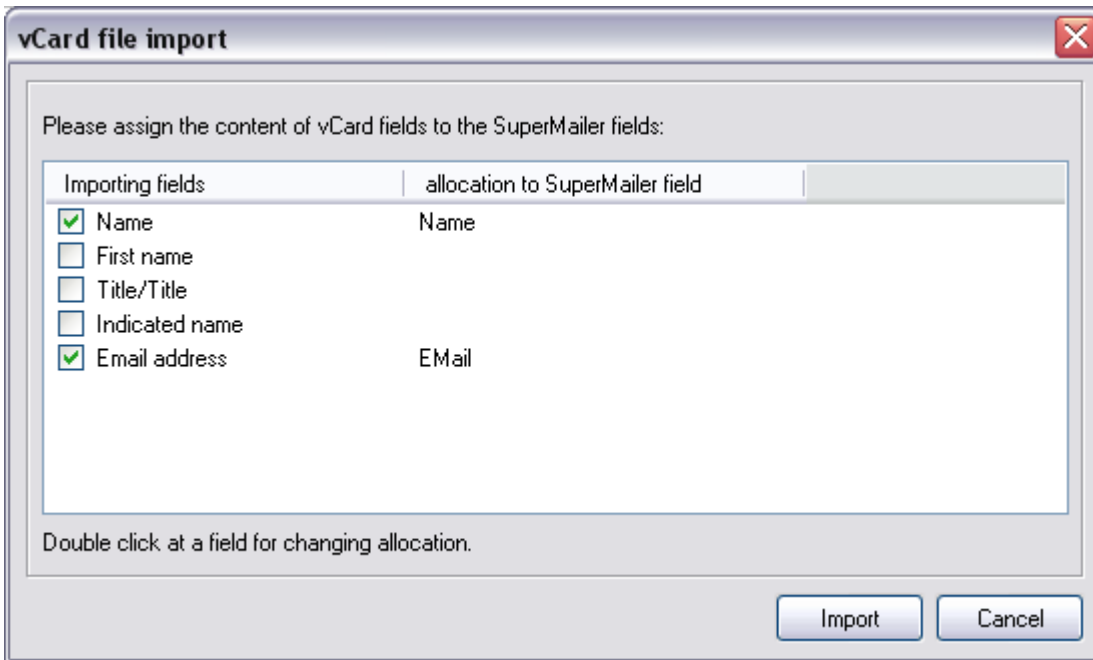 vCard file import
Please assign the content of vCard fields to the SuperMailer fields:
Importing fields allocation to SuperMailer field
Name Name
First name
Title/Title
Indicated name
Email address EMail
Double click at a field for changing allocation.
Import Cancel